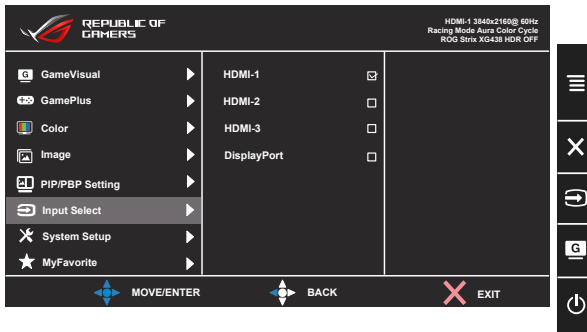 REPUBLIC OF
GAMERS
HDMI-1 3840x2160@ 60Hz
Racing Mode Aura Color Cycle
ROG Strix XG438 HDR OFF
G GameVisual
GamePlus
Color
Image
PIP/PBP Setting
Input Select
System Setup
MyFavorite
HDMI-1
HDMI-2
HDMI-3
DisplayPort
MOVE/ENTER
BACK
EXIT
G